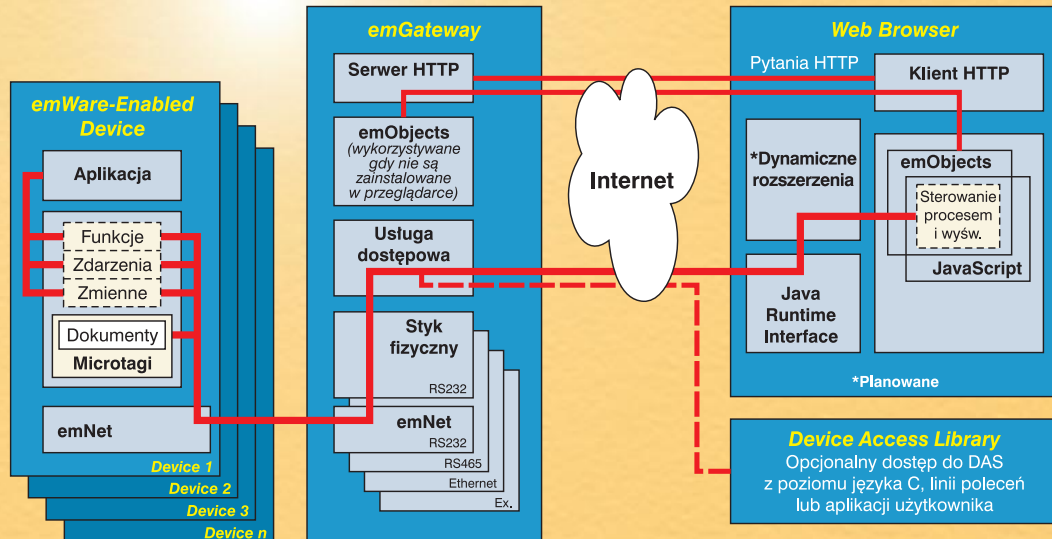 emWare-Enabled
Device
Aplikacja
Funkcje
Zdarzenia
Zmienne
Dokumenty
Microtagi
emNet
Device 1
Device 2
Device 3
Device n
emGateway
Serwer HTTP
emObjects
(wykorzystywane
gdy nie są
zainstalowane
w przeglądarce)
Usługa
dostępowa
Styk
fizyczny
RS232
emNet
RS232
RS465
Ethernet
Ex.
Internet
Web Browser
Pytania HTTP
Klient HTTP
*Dynamiczne
rozszerzenia
emObjects
Sterowanie
procesem
i wyśw.
JavaScript
Java
Runtime
Interface
*Planowane
Device Access Library
Opcjonalny dostęp do DAS
z poziomu języka C, linii poleceń
lub aplikacji użytkownika